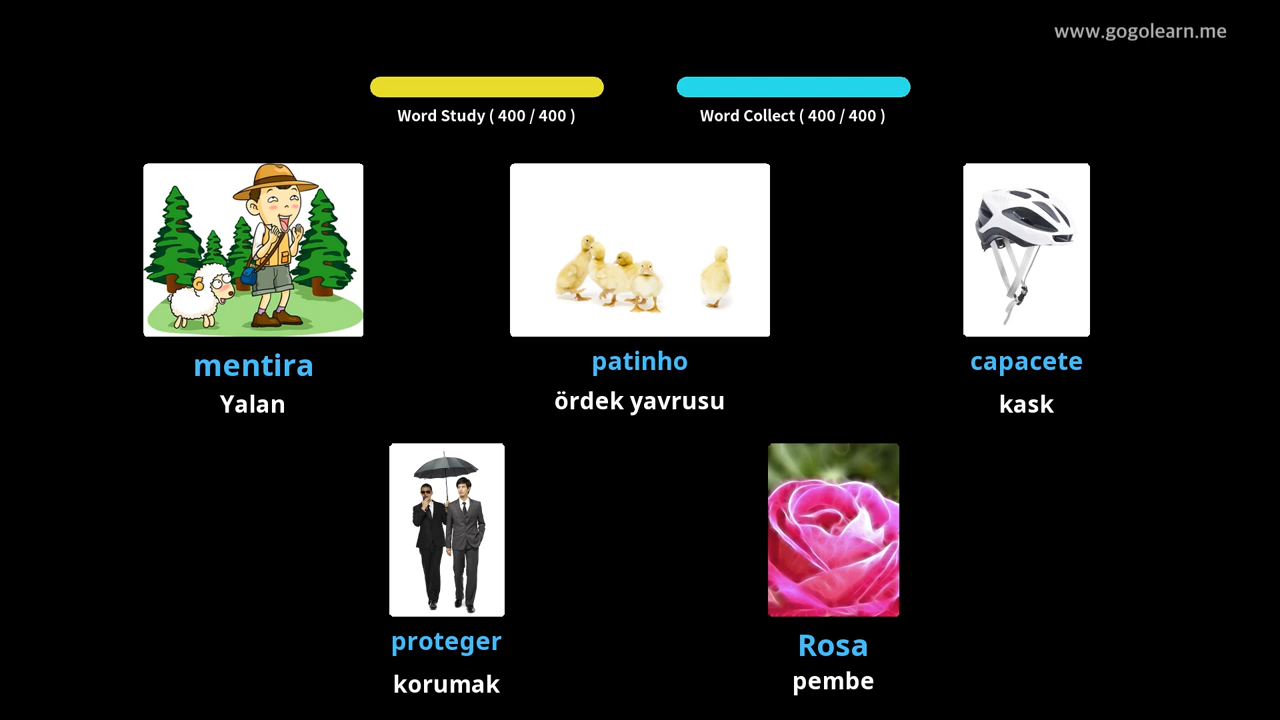 www.gogolearn.me
Word Study ( 400 / 400 )
Word Collect ( 400 / 400 )
mentira
Yalan
patinho
ördek yavrusu
capacete
kask
proteger
korumak
Rosa
pembe